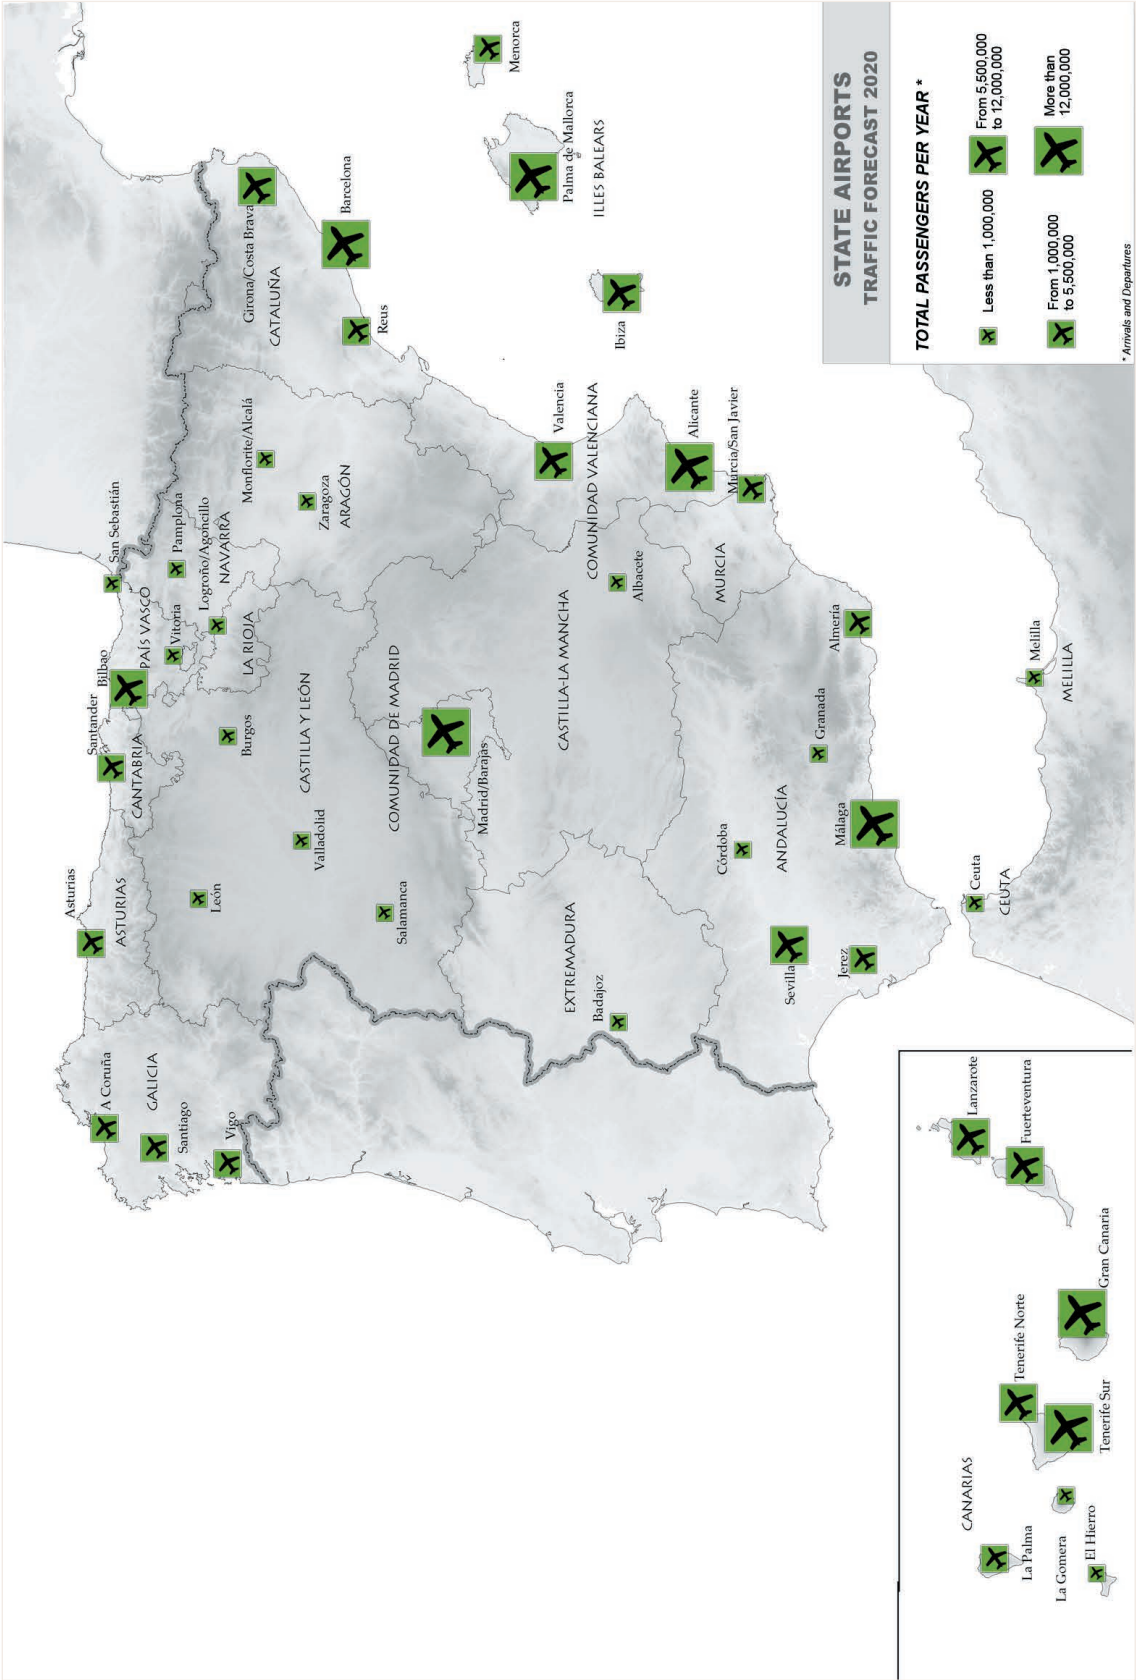 STATE AIRPORTS
TRAFFIC FORECAST 2020
TOTAL PASSENGERS PER YEAR *
Less than 1,000,000
From 5,500,000
to 12,000,000
From 1,000,000
to 5,500,000
More than
12,000,000
* Arrivals and Departures
A Coruña
GALICIA
Santiago
Vigo
Asturias
ASTURIAS
Santander
CANTABRIA
Bilbao
PAÍS VASCO
Vitoria
San Sebastián
Pamplona
Logroño/Agoncillo
NAVARRA
LA RIOJA
León
Burgos
Valladolid
CASTILLA Y LEÓN
Salamanca
Monflorite/Alcalá
Zaragoza
ARAGÓN
Girona/Costa Brava
CATALUÑA
Barcelona
Reus
COMUNIDAD DE MADRID
Madrid/Barajas
Menorca
Palma de Mallorca
ILLES BALEARS
Ibiza
CASTILLA-LA MANCHA
Albacete
Valencia
COMUNIDAD VALENCIANA
Alicante
Murcia/San Javier
MURCIA
EXTREMADURA
Badajoz
Córdoba
ANDALUCÍA
Sevilla
Jerez
Málaga
Granada
Almería
Ceuta
CEUTA
Melilla
MELILLA
CANARIAS
La Palma
La Gomera
El Hierro
Tenerife Norte
Tenerife Sur
Gran Canaria
Fuerteventura
Lanzarote